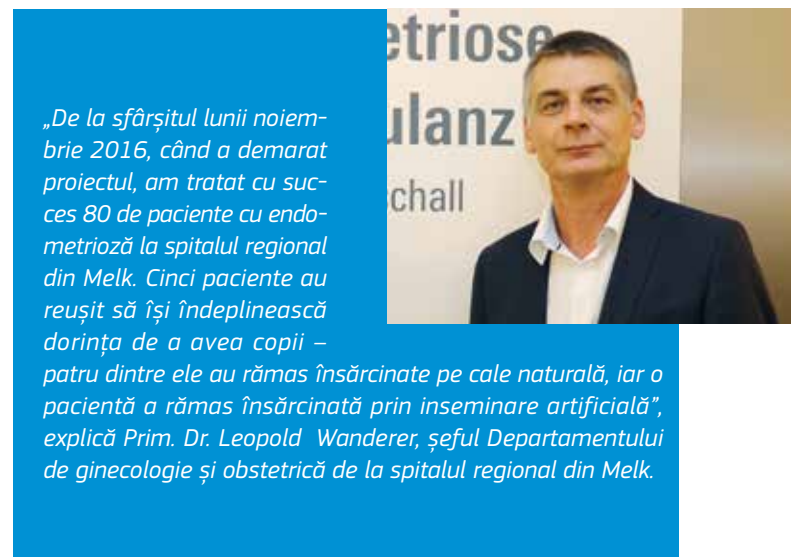 „De la sfârșitul lunii noiem-
brie 2016, când a demarat
proiectul, am tratat cu suc-
ces 80 de paciente cu endo-
metrioză la spitalul regional
din Melk. Cinci paciente au
reușit să își îndeplinească
dorința de a avea copii –
patru dintre ele au rămas însărcinate pe cale naturală, iar o
pacientă a rămas însărcinată prin inseminare artificială”,
explică Prim. Dr. Leopold Wanderer, șeful Departamentului
de ginecologie și obstetrică de la spitalul regional din Melk.
etriose
ulanz
chall